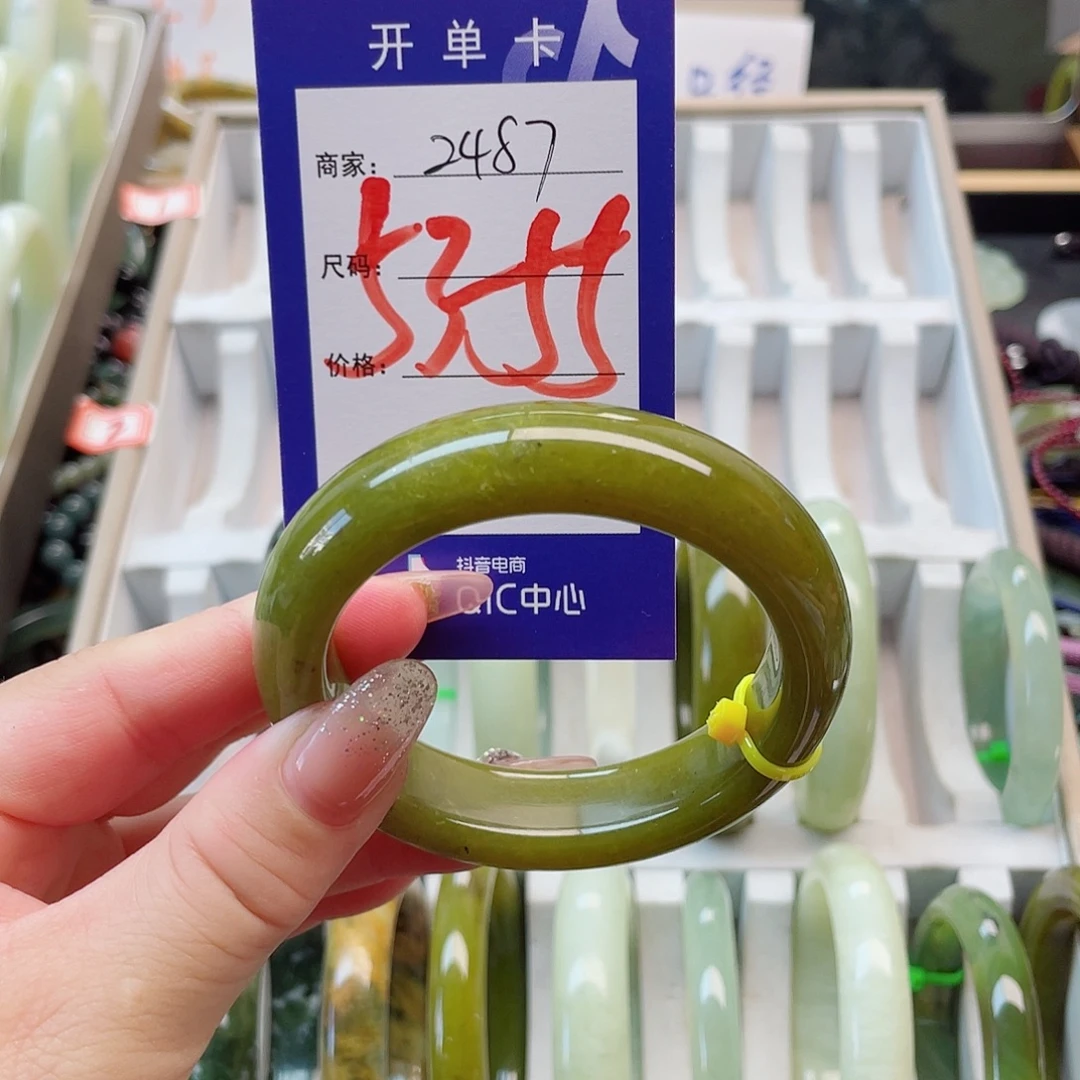 开单卡
商家： 2487
尺码：
价格：
抖音电商
QIC中心